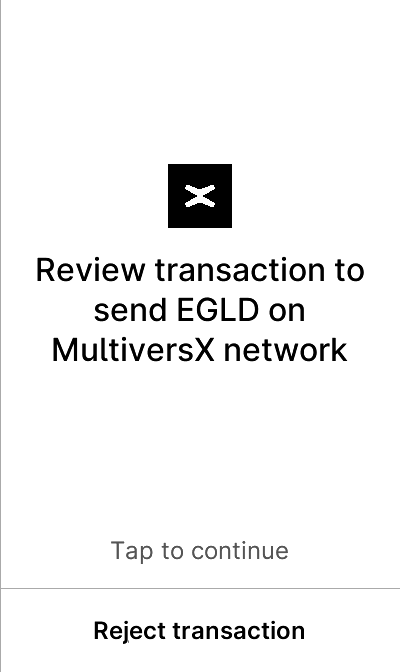 Review transaction to
send EGLD on
MultiversX network
Tap to continue
Reject transaction